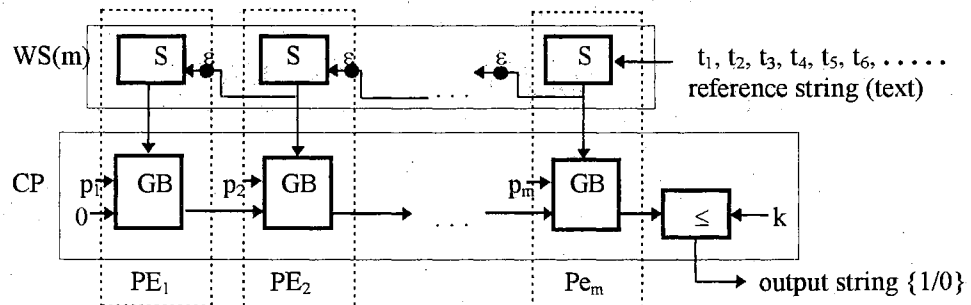 WS(m) S ε S ε ε S t₁, t₂, t₃, t₄, t₅, t₆, . . . . .
reference string (text)
. . .
CP p₁ GB p₂ GB pₘ GB
0 . . . ≤ k
PE₁ PE₂ Peₘ output string {1/0}